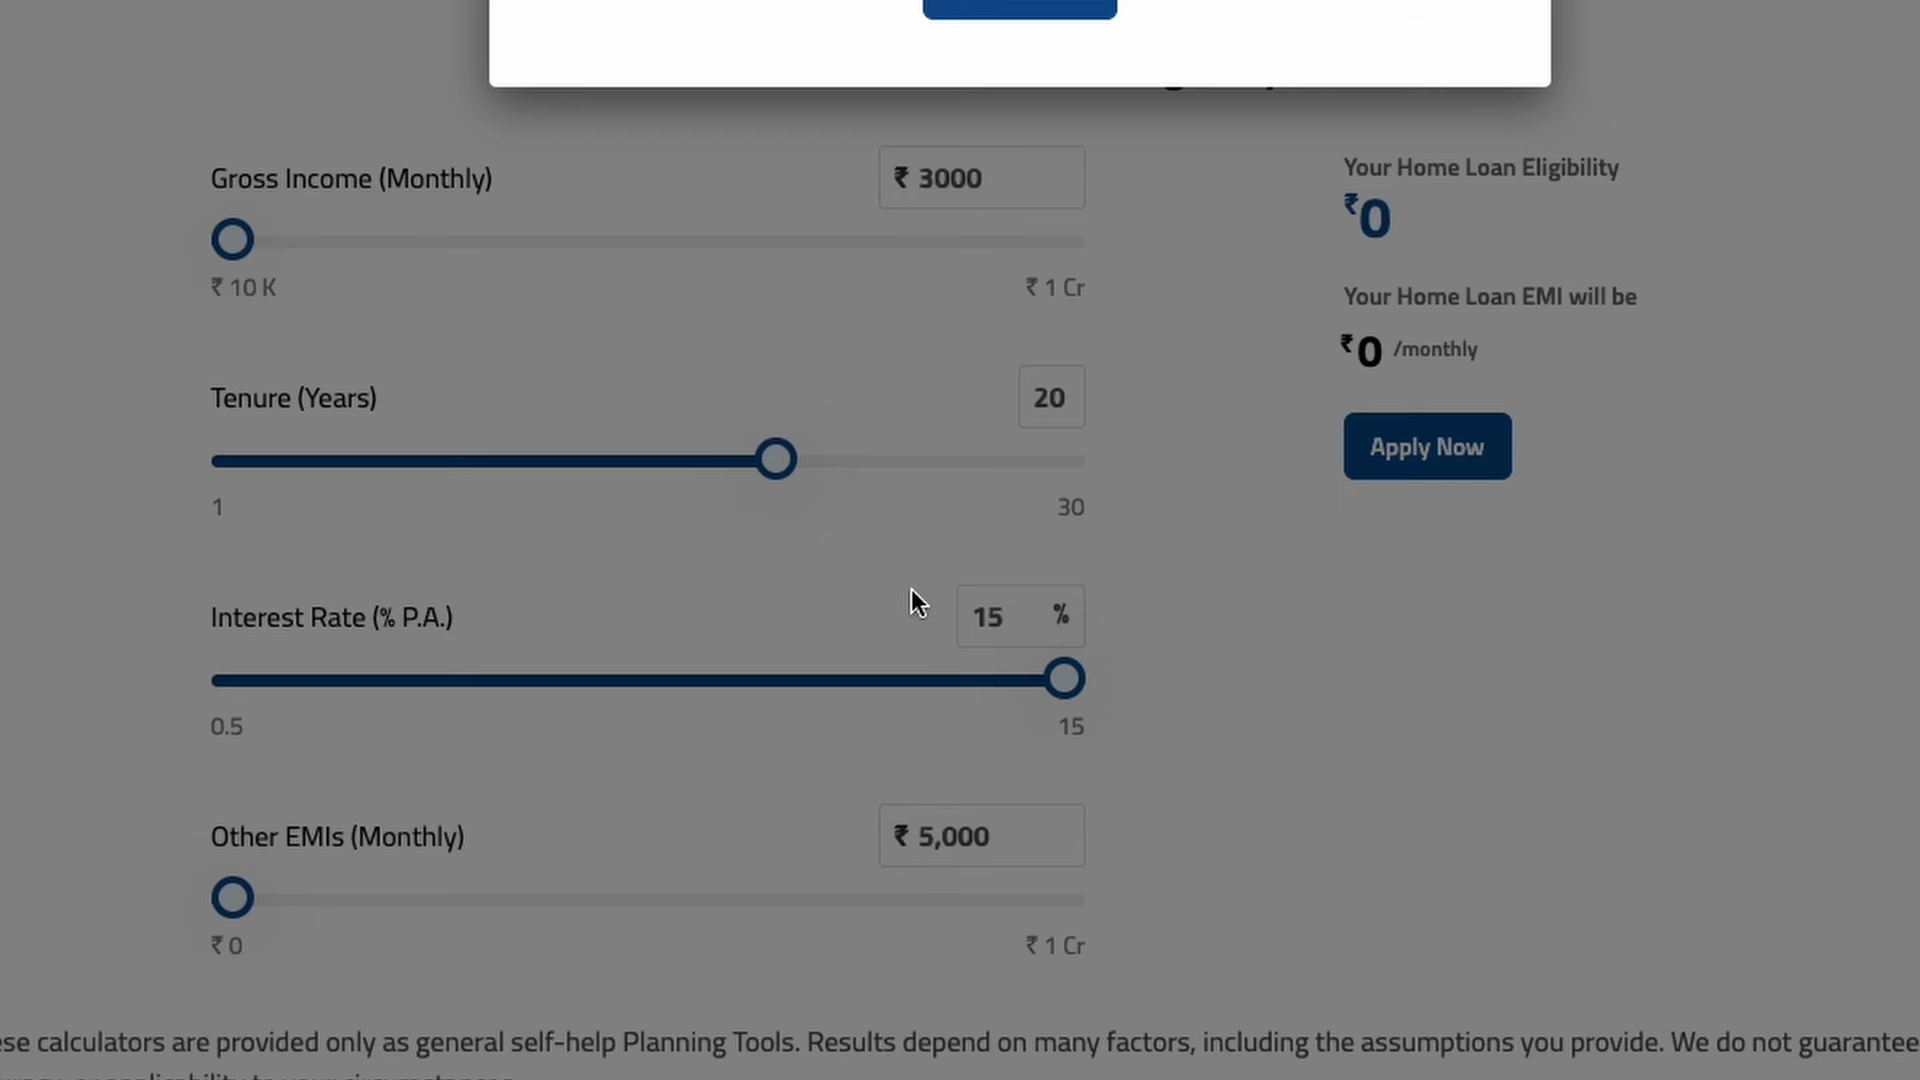 Gross Income (Monthly)
₹ 3000
₹ 10 K
₹ 1 Cr
Your Home Loan Eligibility
₹0
Your Home Loan EMI will be
₹0 /monthly
Apply Now
Tenure (Years)
20
1
30
Interest Rate (% P.A.)
15 %
0.5
15
Other EMIs (Monthly)
₹ 5,000
₹ 0
₹ 1 Cr
calculators are provided only as general self-help Planning Tools. Results depend on many factors, including the assumptions you provide. We do not guarantee